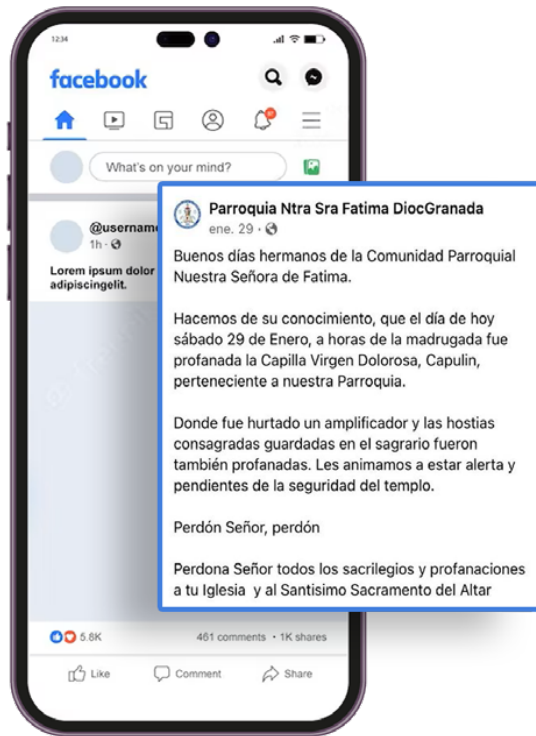 1234
facebook
What's on your mind?
@username
1h
Lorem ipsum dolor
adipiscingelit.
Parroquia Ntra Sra Fatima DiocGranada
ene. 29 ·
Buenos días hermanos de la Comunidad Parroquial
Nuestra Señora de Fatima.
Hacemos de su conocimiento, que el día de hoy
sábado 29 de Enero, a horas de la madrugada fue
profanada la Capilla Virgen Dolorosa, Capulin,
perteneciente a nuestra Parroquia.
Donde fue hurtado un amplificador y las hostias
consagradas guardadas en el sagrario fueron
también profanadas. Les animamos a estar alerta y
pendientes de la seguridad del templo.
Perdón Señor, perdón
Perdona Señor todos los sacrilegios y profanaciones
a tu Iglesia y al Santisimo Sacramento del Altar
5.8K
461 comments • 1K shares
Like
Comment
Share